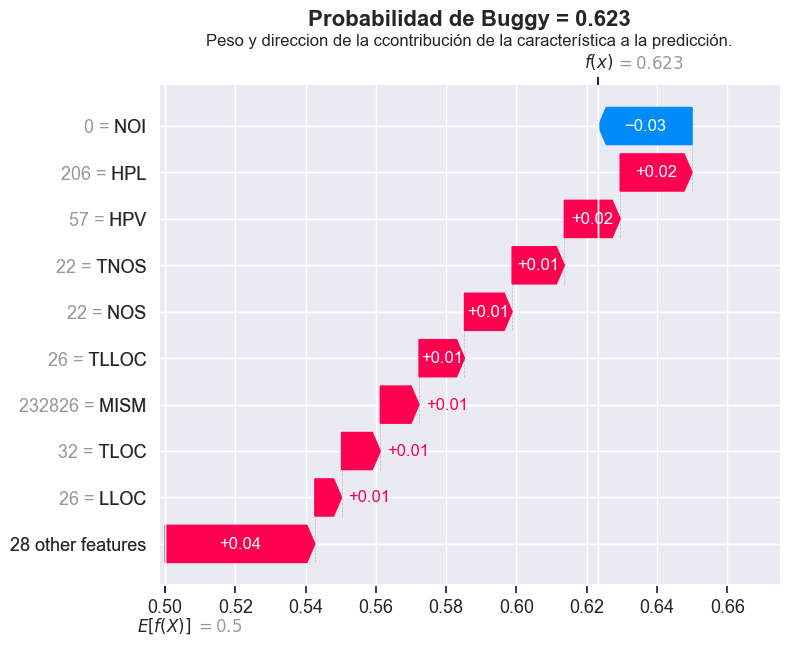 Probabilidad de Buggy = 0.623
Peso y direccion de la ccontribución de la característica a la predicción.
f(x) = 0.623
0 = NOI
−0.03
206 = HPL
+0.02
57 = HPV
+0.02
22 = TNOS
+0.01
22 = NOS
+0.01
26 = TLLOC
+0.01
232826 = MISM
+0.01
32 = TLOC
+0.01
26 = LLOC
+0.01
28 other features
+0.04
0.50 0.52 0.54 0.56 0.58 0.60 0.62 0.64 0.66
E[f(X)] = 0.5